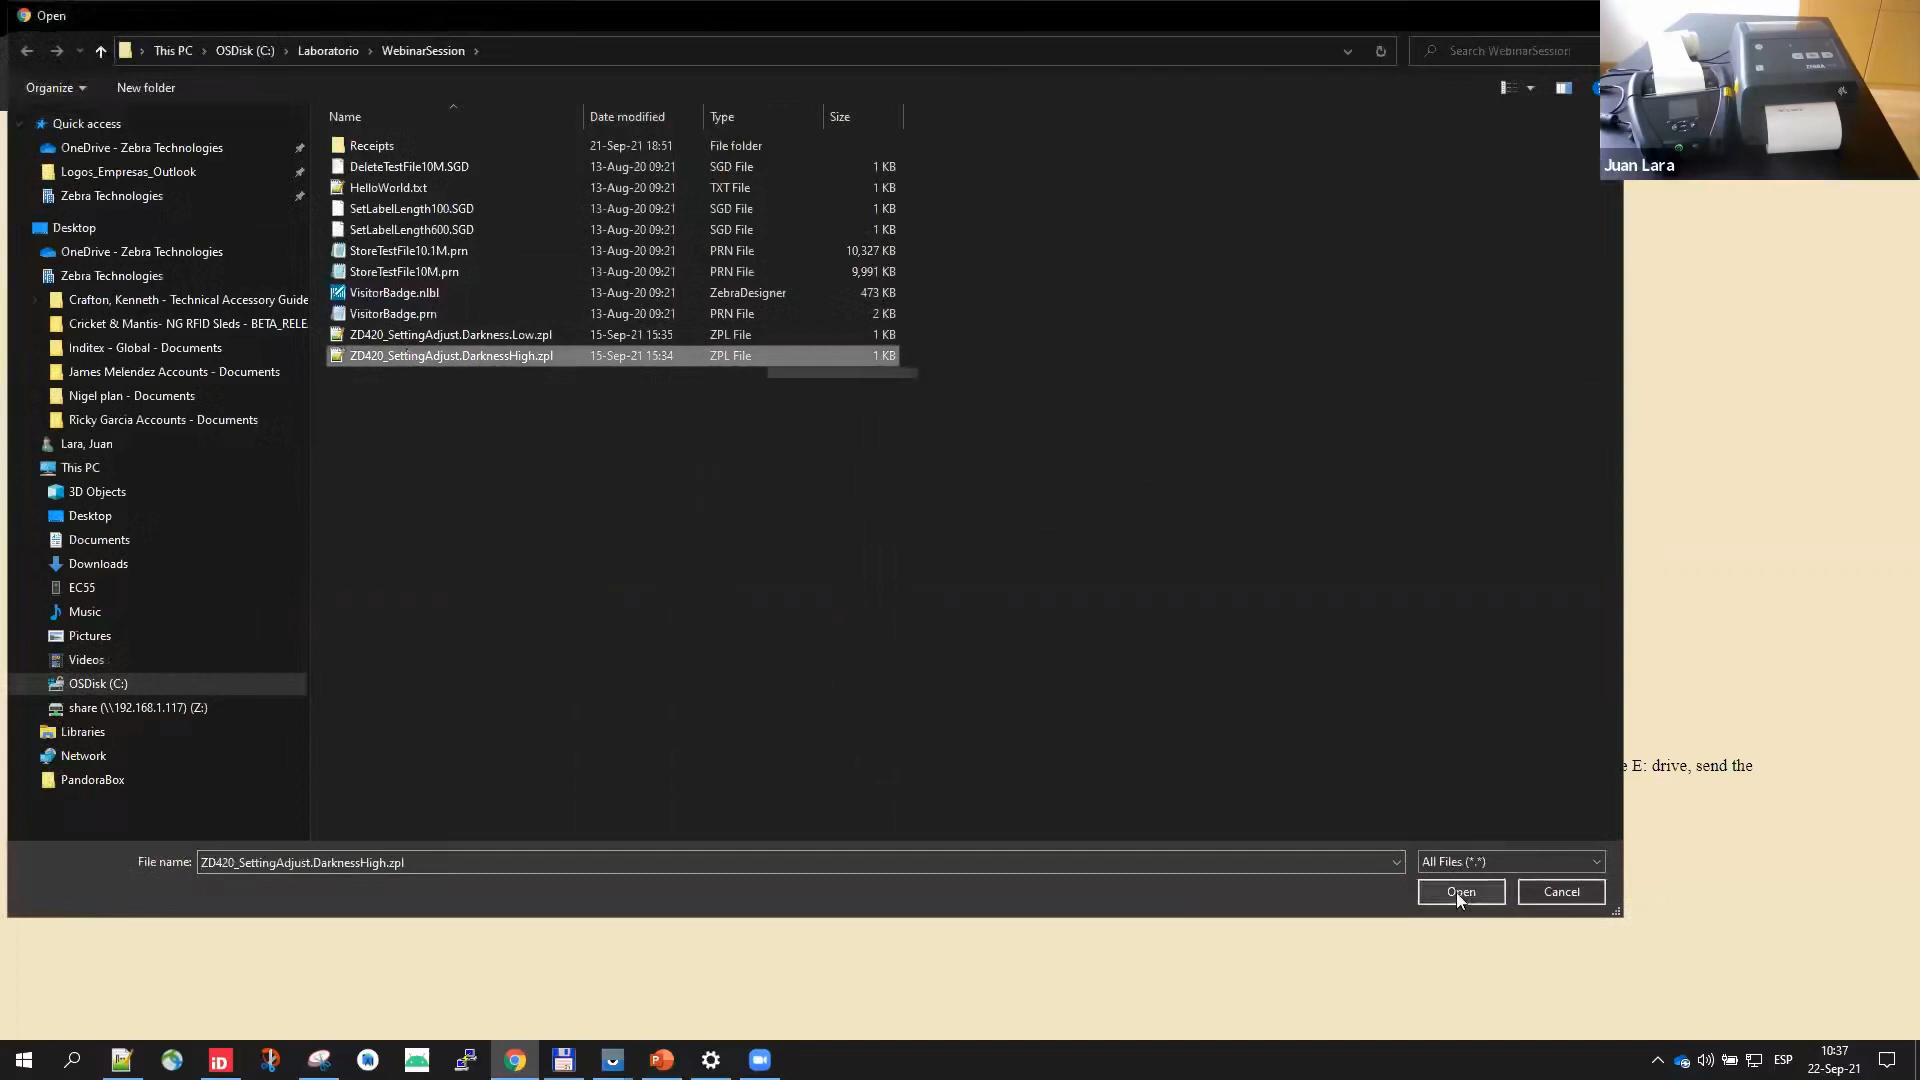 Open
This PC
OSDisk (C:)
Laboratorio
WebinarSession
Search WebinarSession
Organize
New folder
Name
Date modified
Type
Size
Quick access
OneDrive - Zebra Technologies
Logos_Empresas_Outlook
Zebra Technologies
Desktop
OneDrive - Zebra Technologies
Zebra Technologies
Crafton, Kenneth - Technical Accessory Guide
Cricket & Mantis- NG RFID Sleds - BETA_RELE
Inditex - Global - Documents
James Melendez Accounts - Documents
Nigel plan - Documents
Ricky Garcia Accounts - Documents
Lara, Juan
This PC
3D Objects
Desktop
Documents
Downloads
EC55
Music
Pictures
Videos
OSDisk (C:)
share (\\192.168.1.117) (Z:)
Libraries
Network
PandoraBox
Receipts 21-Sep-21 18:51 File folder
DeleteTestFile10M.SGD 13-Aug-20 09:21 SGD File 1 KB
HelloWorld.txt 13-Aug-20 09:21 TXT File 1 KB
SetLabelLength100.SGD 13-Aug-20 09:21 SGD File 1 KB
SetLabelLength600.SGD 13-Aug-20 09:21 SGD File 1 KB
StoreTestFile10.1M.prn 13-Aug-20 09:21 PRN File 10,327 KB
StoreTestFile10M.prn 13-Aug-20 09:21 PRN File 9,991 KB
VisitorBadge.nlbl 13-Aug-20 09:21 ZebraDesigner 473 KB
VisitorBadge.prn 13-Aug-20 09:21 PRN File 2 KB
ZD420_SettingAdjust.Darkness.Low.zpl 15-Sep-21 15:35 ZPL File 1 KB
ZD420_SettingAdjust.DarknessHigh.zpl 15-Sep-21 15:34 ZPL File 1 KB
Juan Lara
ZEBRA
e E: drive, send the
File name: ZD420_SettingAdjust.DarknessHigh.zpl
All Files (*.*)
Open
Cancel
iD
ESP
10:37
22-Sep-21